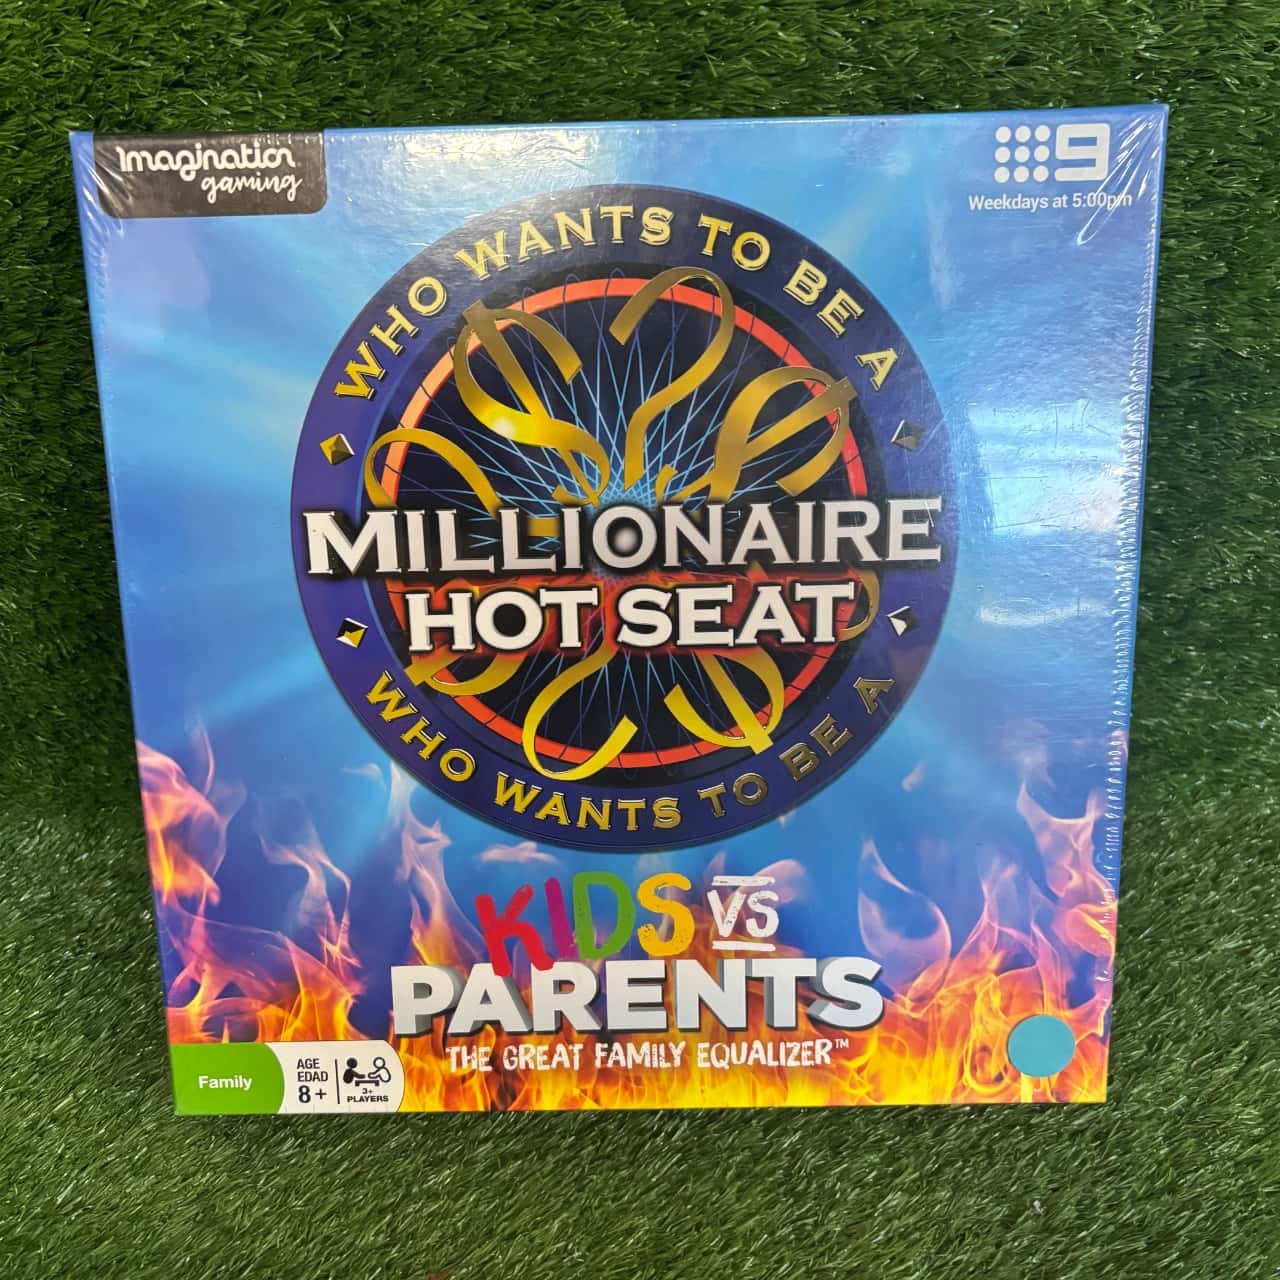 Imagination
gaming
9
Weekdays at 5:00pm
WHO WANTS TO BE A
MILLIONAIRE
HOT SEAT
WHO WANTS TO BE A
KIDS VS
PARENTS
THE GREAT FAMILY EQUALIZER™
Family
AGE
EDAD
8+
3+
PLAYERS